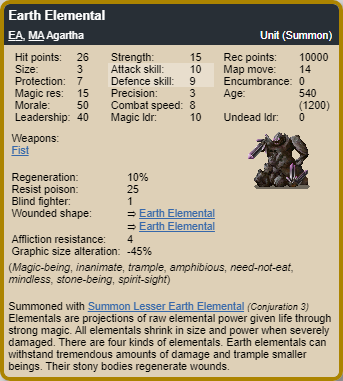 Earth Elemental
EA, MA Agartha Unit (Summon)
Hit points: 26 Strength: 15 Rec points: 10000
Size: 3 Attack skill: 10 Map move: 14
Protection: 7 Defence skill: 9 Encumbrance: 0
Magic res: 15 Precision: 3 Age: 540
Morale: 50 Combat speed: 8 (1200)
Leadership: 40 Magic ldr: 10 Undead ldr: 0
Weapons:
Fist
Regeneration: 10%
Resist poison: 25
Blind fighter: 1
Wounded shape: ⇒ Earth Elemental
⇒ Earth Elemental
Affliction resistance: 4
Graphic size alteration: -45%
(Magic-being, inanimate, trample, amphibious, need-not-eat,
mindless, stone-being, spirit-sight)
Summoned with Summon Lesser Earth Elemental (Conjuration 3)
Elementals are projections of raw elemental power given life through
strong magic. All elementals shrink in size and power when severely
damaged. There are four kinds of elementals. Earth elementals can
withstand tremendous amounts of damage and trample smaller
beings. Their stony bodies regenerate wounds.